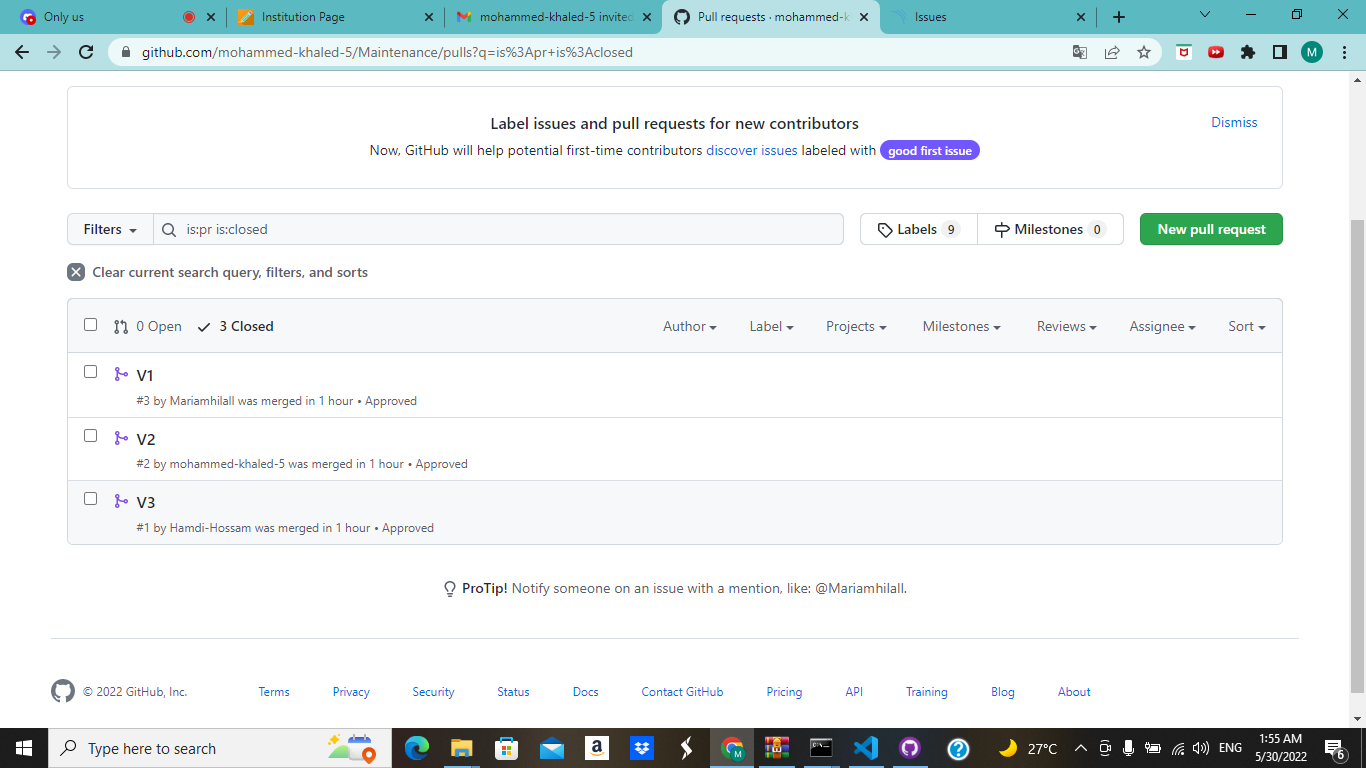 Only us
Institution Page
mohammed-khaled-5 invited
Pull requests · mohammed-k
Issues
github.com/mohammed-khaled-5/Maintenance/pulls?q=is%3Apr+is%3Aclosed
M
Label issues and pull requests for new contributors
Dismiss
Now, GitHub will help potential first-time contributors discover issues labeled with good first issue
Filters
is:pr is:closed
Labels 9
Milestones 0
New pull request
Clear current search query, filters, and sorts
0 Open
3 Closed
Author
Label
Projects
Milestones
Reviews
Assignee
Sort
V1
#3 by Mariamhilall was merged in 1 hour • Approved
V2
#2 by mohammed-khaled-5 was merged in 1 hour • Approved
V3
#1 by Hamdi-Hossam was merged in 1 hour • Approved
ProTip! Notify someone on an issue with a mention, like: @Mariamhilall.
© 2022 GitHub, Inc.
Terms
Privacy
Security
Status
Docs
Contact GitHub
Pricing
API
Training
Blog
About
Type here to search
27°C
ENG
1:55 AM
5/30/2022
6